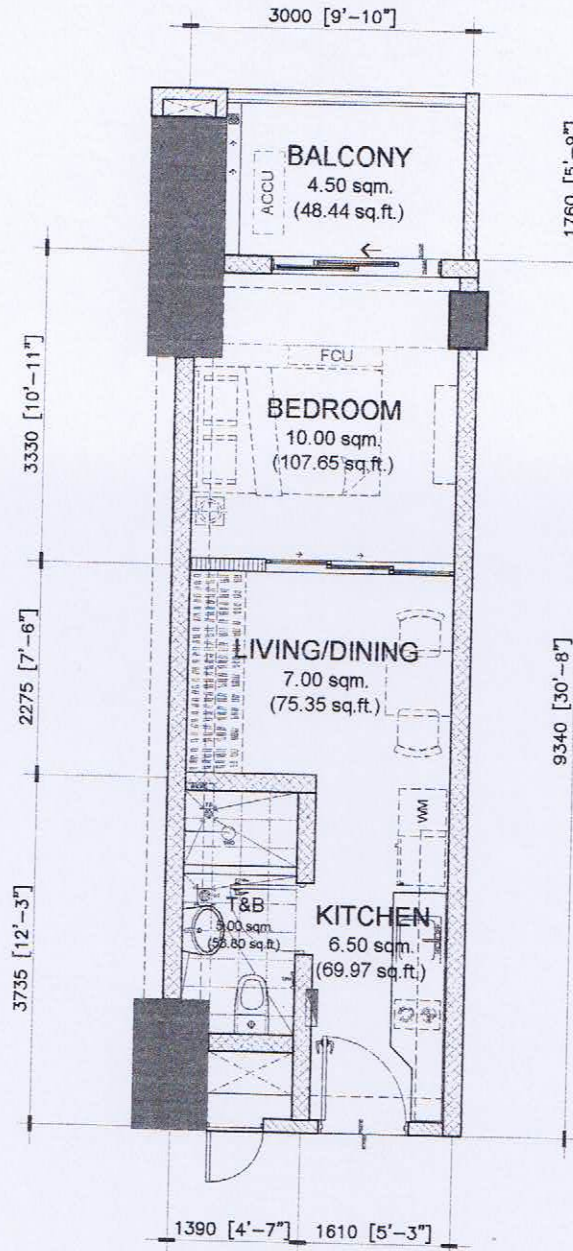 3000 [9'-10"]
BALCONY
4.50 sqm.
(48.44 sq.ft.)
ACCU
1760 [5'-9"]
3330 [10'-11"]
FCU
BEDROOM
10.00 sqm.
(107.65 sq.ft.)
LIVING/DINING
7.00 sqm.
(75.35 sq.ft.)
2275 [7'-6"]
9340 [30'-8"]
WM
T&B
5.00 sqm.
(53.80 sq.ft.)
KITCHEN
6.50 sqm.
(69.97 sq.ft.)
3735 [12'-3"]
1390 [4'-7"]
1610 [5'-3"]